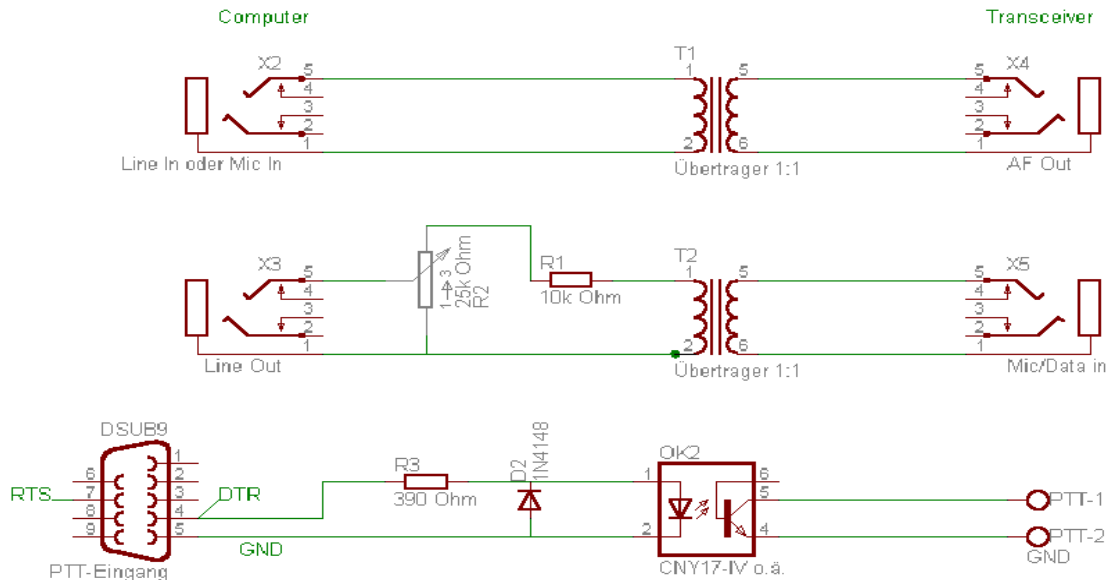 Computer
Transceiver
X2
5
4
3
2
1
Line In oder Mic In
T1
1
5
2
6
Übertrager 1:1
X4
5
4
3
2
1
AF Out
X3
5
4
3
2
1
Line Out
1
3
25k Ohm
R2
R1
10k Ohm
T2
1
5
2
6
Übertrager 1:1
X5
5
4
3
2
1
Mic/Data in
DSUB9
1
6
2
RTS
7
3
DTR
8
4
9
5
GND
PTT-Eingang
R3
390 Ohm
D2
1N4148
OK2
1
6
5
2
4
CNY17-IV o.ä.
PTT-1
PTT-2
GND